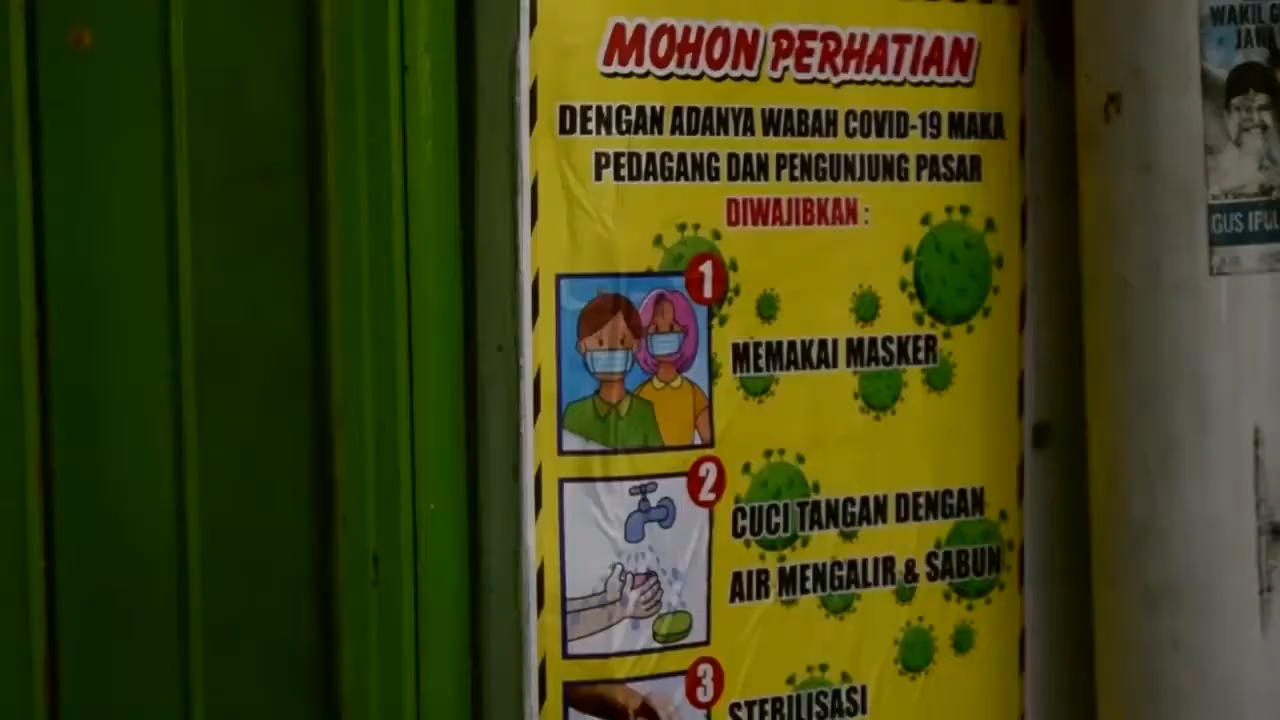 MOHON PERHATIAN
DENGAN ADANYA WABAH COVID-19 MAKA
PEDAGANG DAN PENGUNJUNG PASAR
DIWAJIBKAN :
1
MEMAKAI MASKER
2
CUCI TANGAN DENGAN
AIR MENGALIR & SABUN
3
STERILISASI
WAKIL
GUS